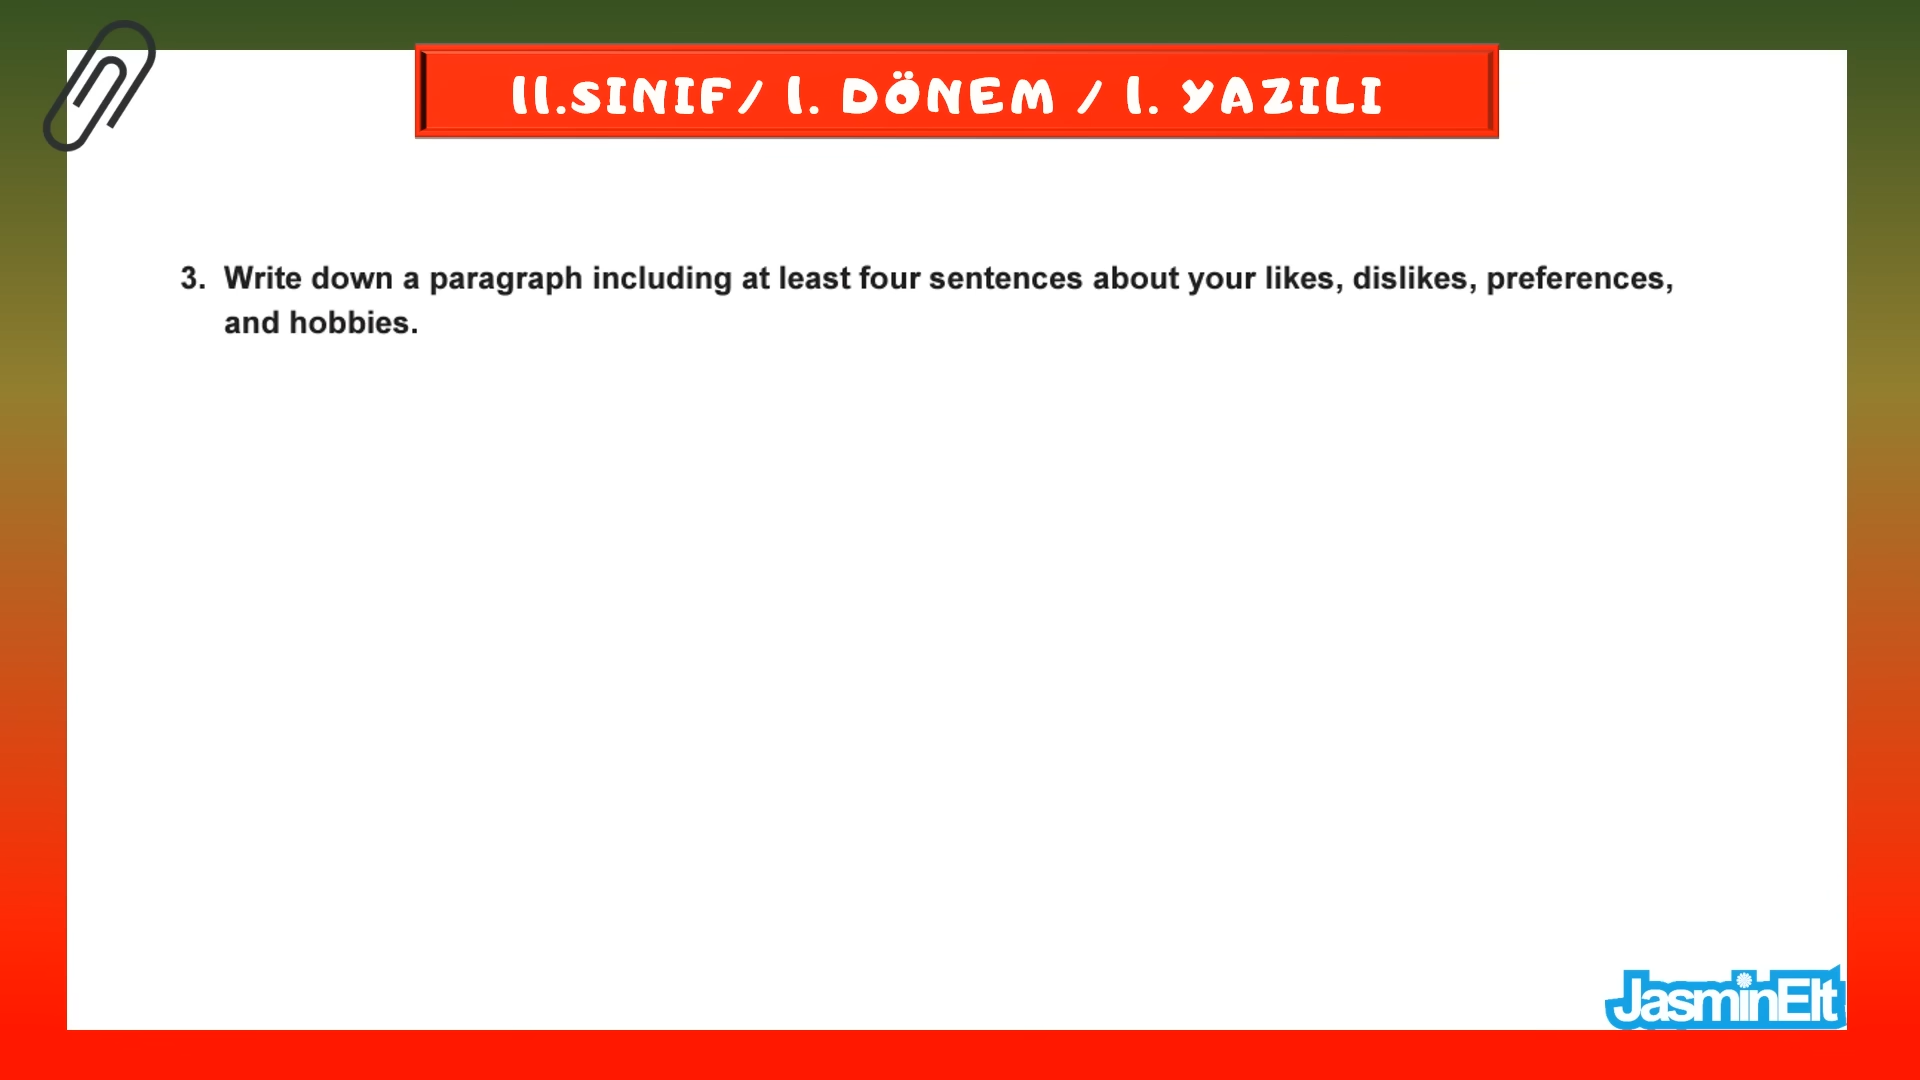 11.SINIF/ 1. DÖNEM / 1. YAZILI
3. Write down a paragraph including at least four sentences about your likes, dislikes, preferences,
and hobbies.
JasminElt